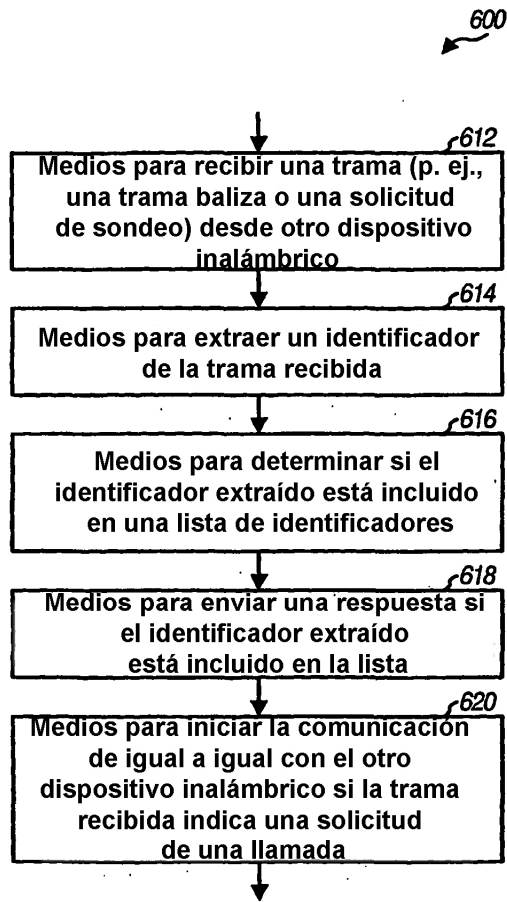 600
612
Medios para recibir una trama (p. ej.,
una trama baliza o una solicitud
de sondeo) desde otro dispositivo
inalámbrico
614
Medios para extraer un identificador
de la trama recibida
616
Medios para determinar si el
identificador extraído está incluido
en una lista de identificadores
618
Medios para enviar una respuesta si
el identificador extraído
está incluido en la lista
620
Medios para iniciar la comunicación
de igual a igual con el otro
dispositivo inalámbrico si la trama
recibida indica una solicitud
de una llamada